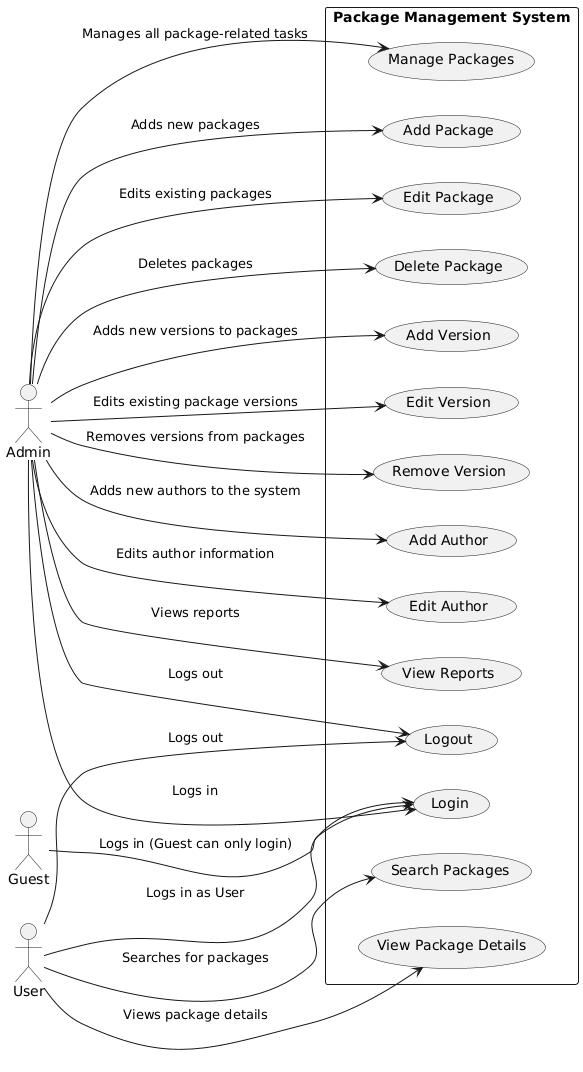 Package Management System
Manages all package-related tasks
Manage Packages
Adds new packages
Add Package
Edits existing packages
Edit Package
Deletes packages
Delete Package
Adds new versions to packages
Add Version
Edits existing package versions
Edit Version
Admin
Removes versions from packages
Remove Version
Adds new authors to the system
Add Author
Edits author information
Edit Author
Views reports
View Reports
Logs out
Logout
Logs out
Logs in
Login
Logs in (Guest can only login)
Guest
Search Packages
Logs in as User
View Package Details
Searches for packages
User
Views package details